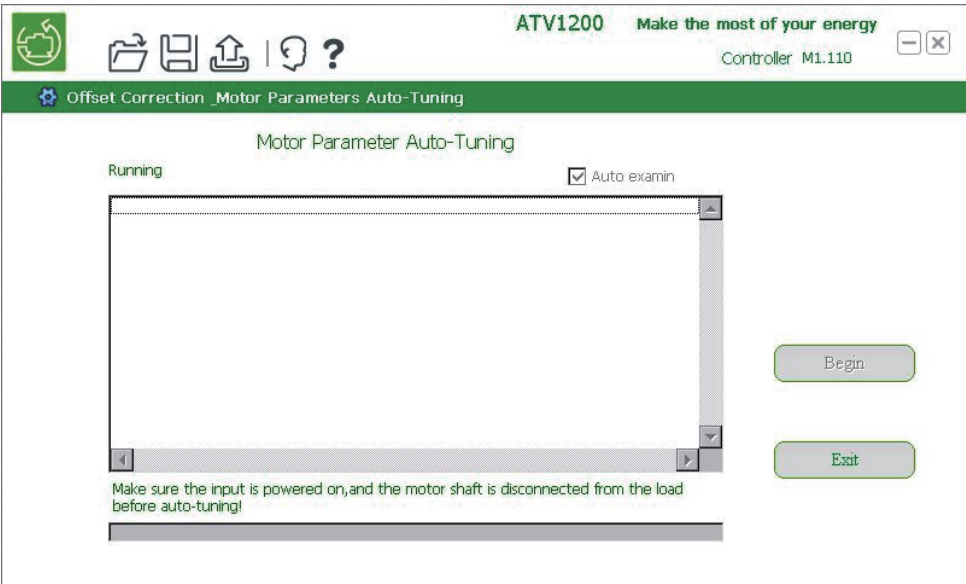 ATV1200 Make the most of your energy
Controller M1.110
Offset Correction _Motor Parameters Auto-Tuning
Motor Parameter Auto-Tuning
Running
Auto examin
Begin
Exit
Make sure the input is powered on,and the motor shaft is disconnected from the load
before auto-tuning!